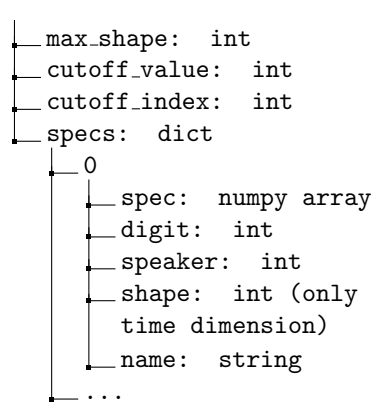 max_shape: int
cutoff_value: int
cutoff_index: int
specs: dict
0
spec: numpy array
digit: int
speaker: int
shape: int (only
time dimension)
name: string
...